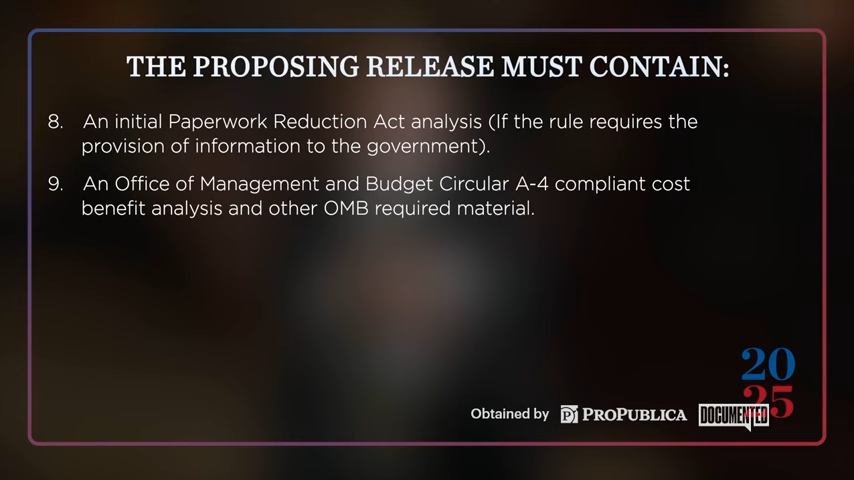 THE PROPOSING RELEASE MUST CONTAIN:
8. An initial Paperwork Reduction Act analysis (If the rule requires the
provision of information to the government).
9. An Office of Management and Budget Circular A-4 compliant cost
benefit analysis and other OMB required material.
20
25
Obtained by PROPUBLICA DOCUMENTED